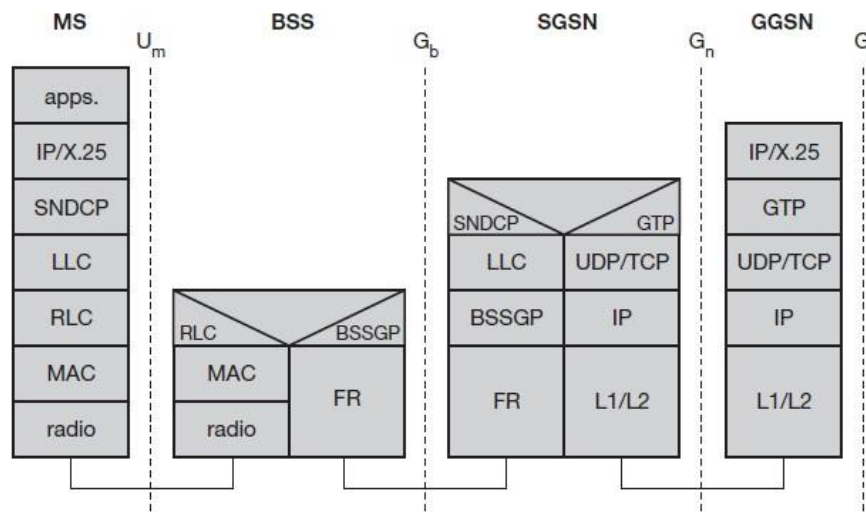 MS BSS SGSN GGSN
Um Gb Gn G
apps.
IP/X.25 IP/X.25
SNDCP SNDCP GTP GTP
LLC LLC UDP/TCP UDP/TCP
RLC RLC BSSGP BSSGP IP IP
MAC MAC FR FR L1/L2 L1/L2
radio radio